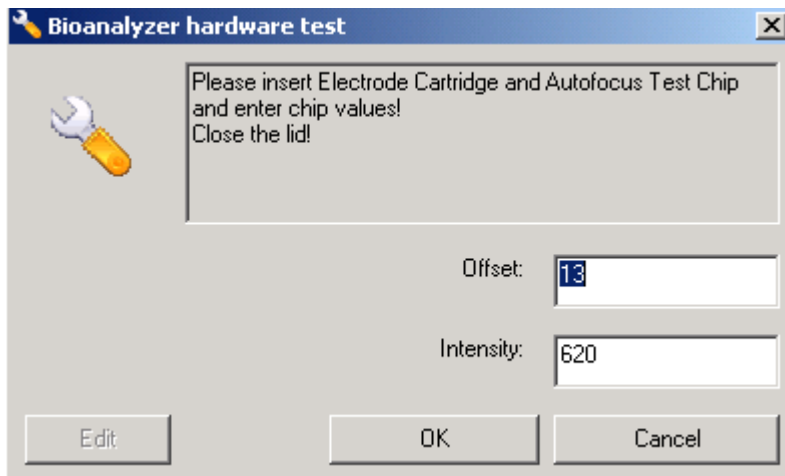 Bioanalyzer hardware test
Please insert Electrode Cartridge and Autofocus Test Chip
and enter chip values!
Close the lid!
Offset: 13
Intensity: 620
Edit OK Cancel